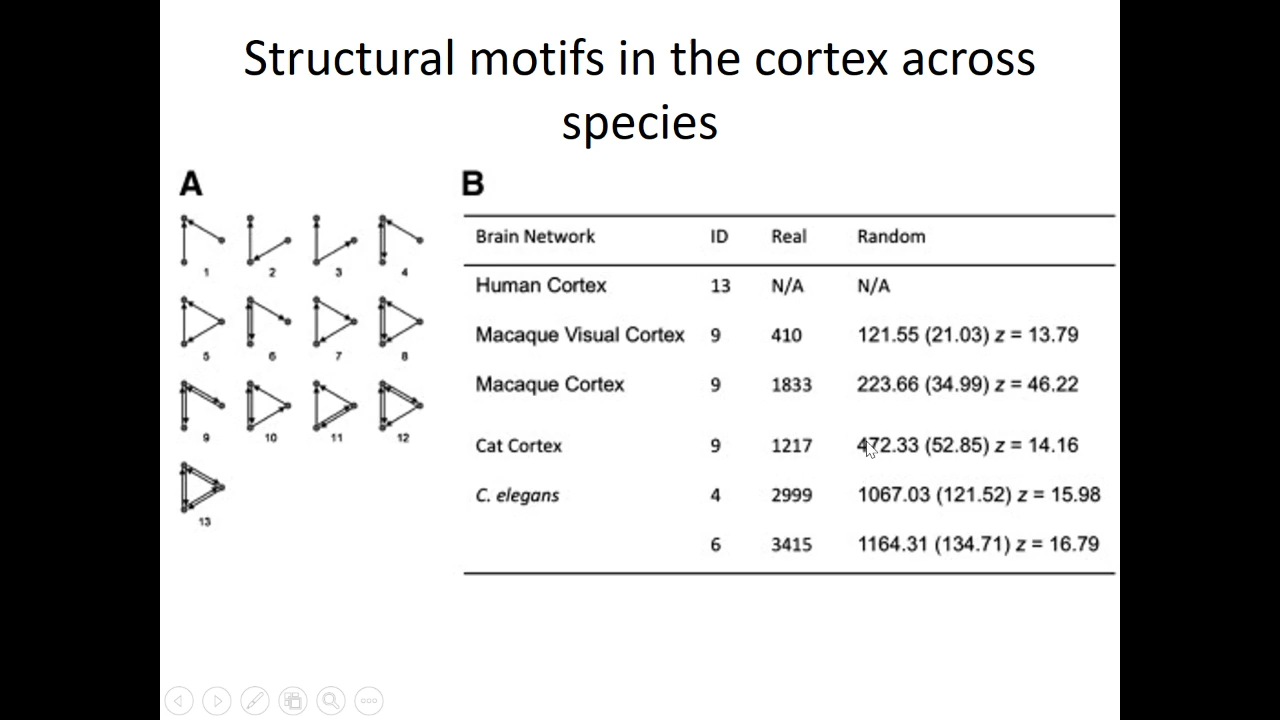 Structural motifs in the cortex across
species
A
1 2 3 4
5 6 7 8
9 10 11 12
13
B
Brain Network ID Real Random
Human Cortex 13 N/A N/A
Macaque Visual Cortex 9 410 121.55 (21.03) z = 13.79
Macaque Cortex 9 1833 223.66 (34.99) z = 46.22
Cat Cortex 9 1217 472.33 (52.85) z = 14.16
C. elegans 4 2999 1067.03 (121.52) z = 15.98
6 3415 1164.31 (134.71) z = 16.79